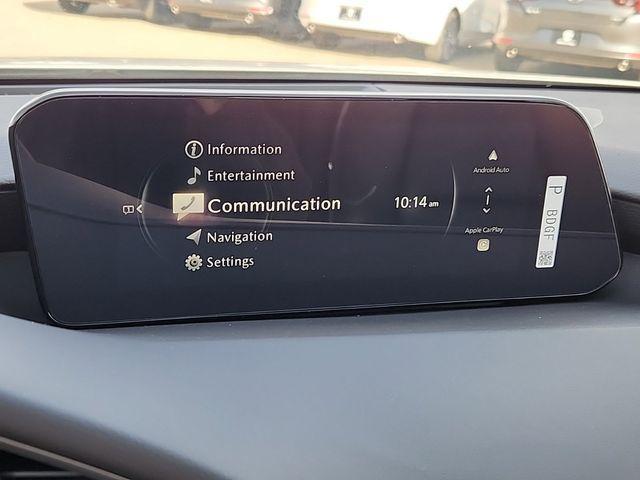 Information
Entertainment
Communication
Navigation
Settings
10:14 am
Android Auto
Apple CarPlay
P BDGF